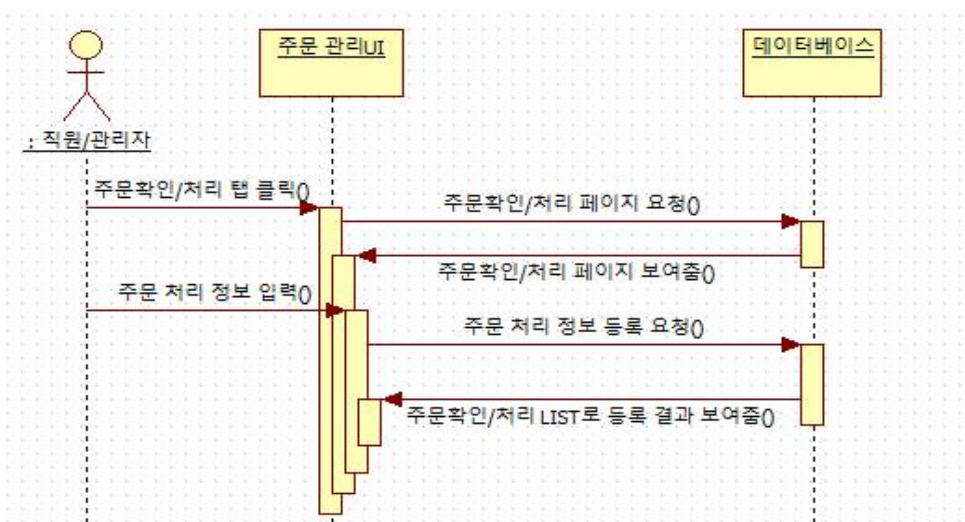 주문 관리UI
데이터베이스
: 직원/관리자
주문확인/처리 탭 클릭()
주문확인/처리 페이지 요청()
주문확인/처리 페이지 보여줌()
주문 처리 정보 입력()
주문 처리 정보 등록 요청()
주문확인/처리 LIST로 등록 결과 보여줌()